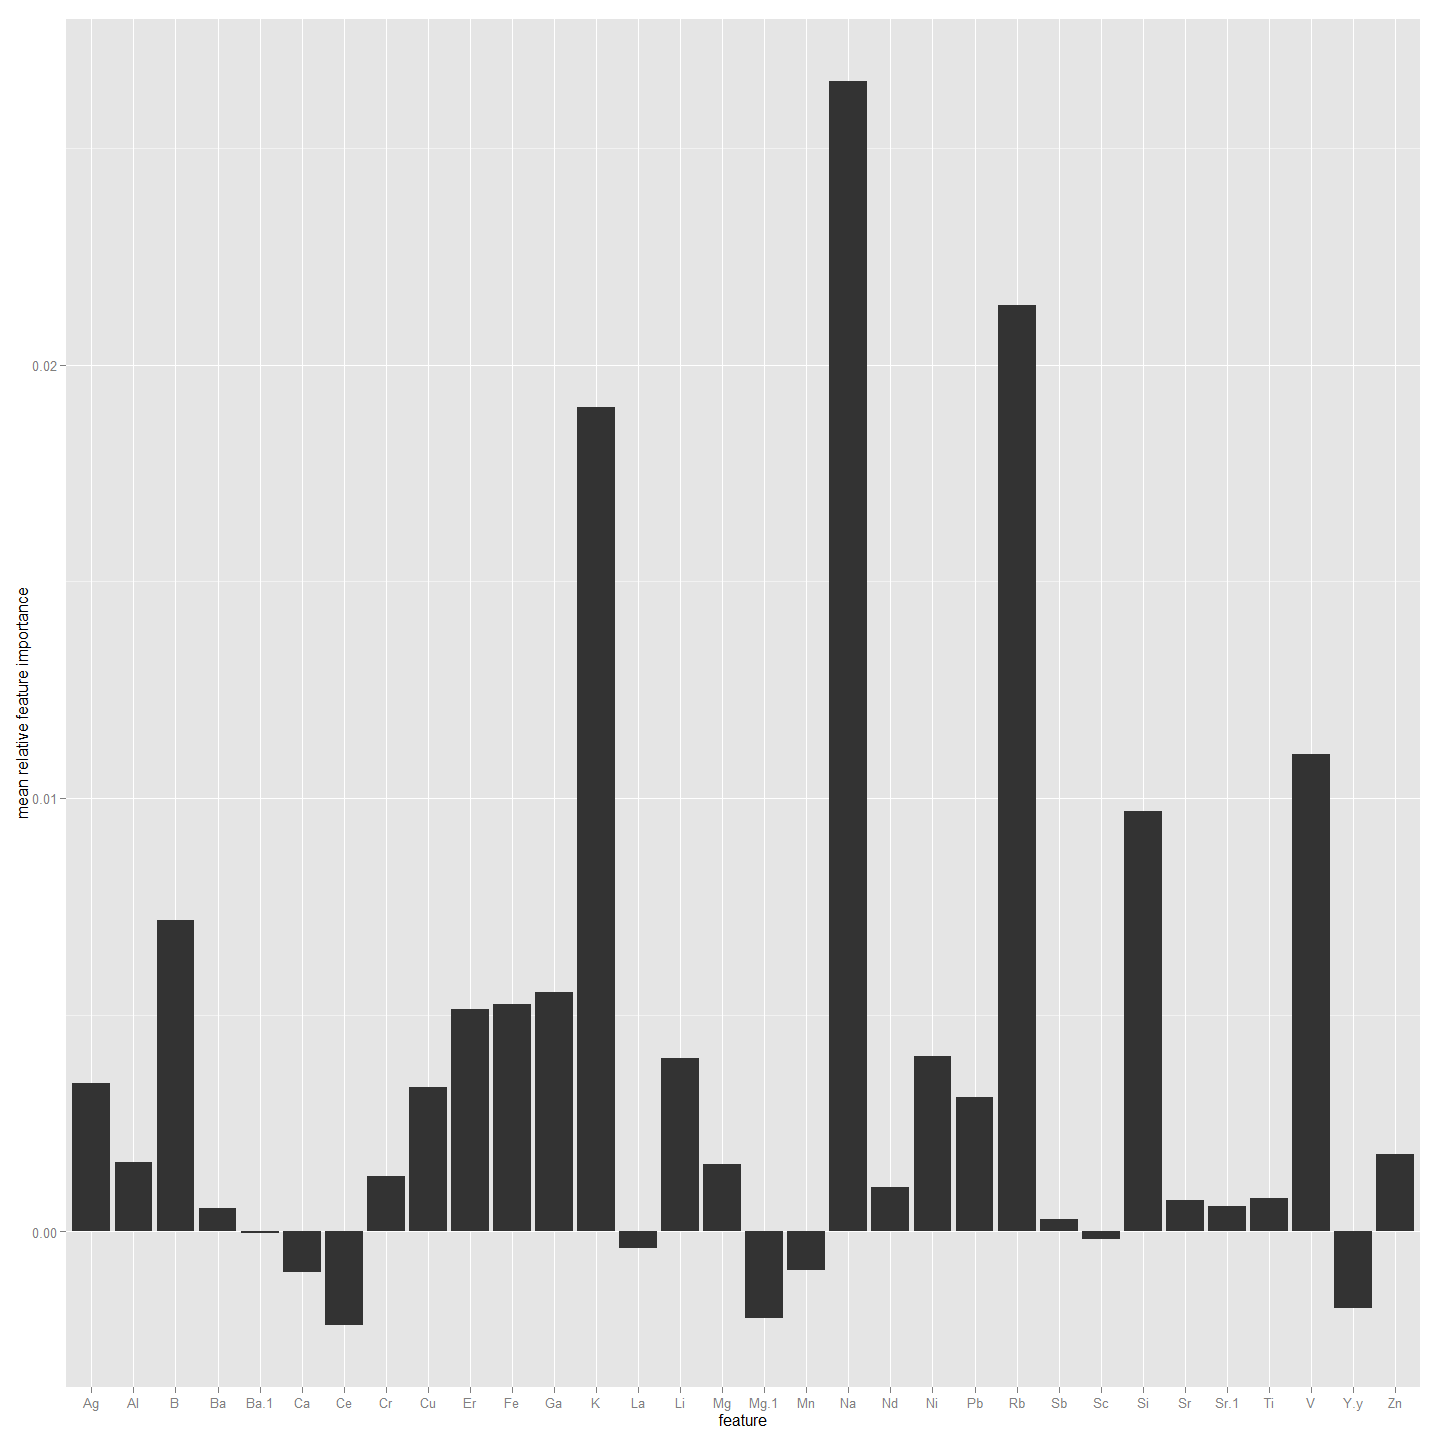 mean relative feature importance
0.02
0.01
0.00
Ag Al B Ba Ba.1 Ca Ce Cr Cu Er Fe Ga K La Li Mg Mg.1 Mn Na Nd Ni Pb Rb Sb Sc Si Sr Sr.1 Ti V Y.y Zn
feature